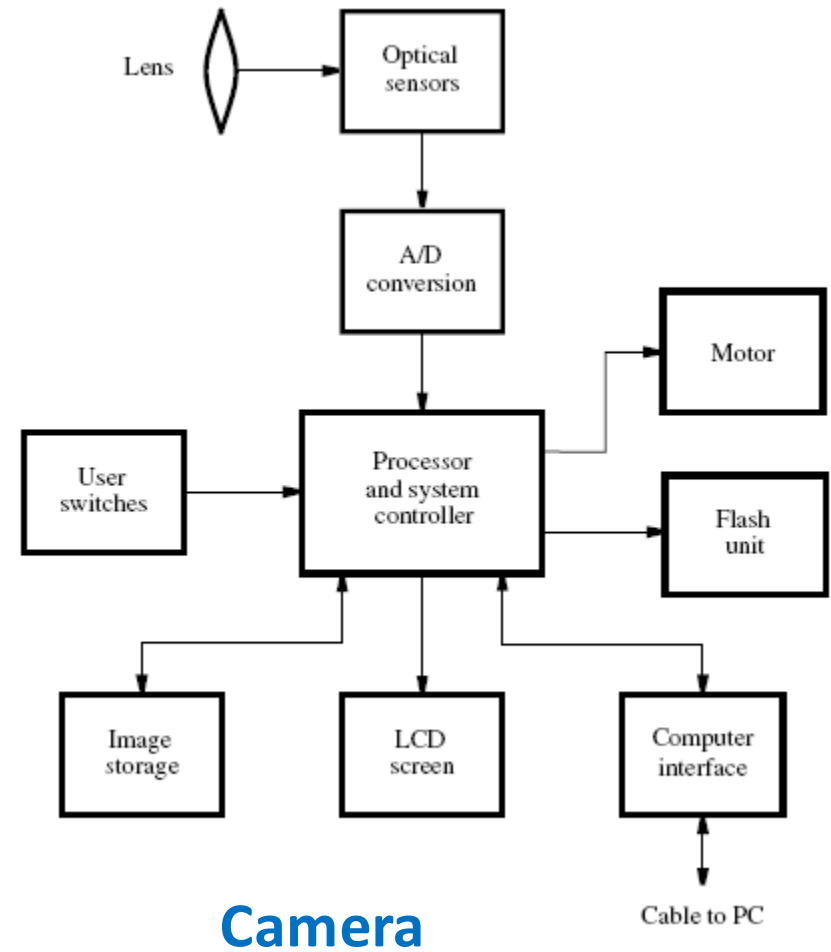 Lens
Optical
sensors
A/D
conversion
Motor
User
switches
Processor
and system
controller
Flash
unit
Image
storage
LCD
screen
Computer
interface
Cable to PC
Camera